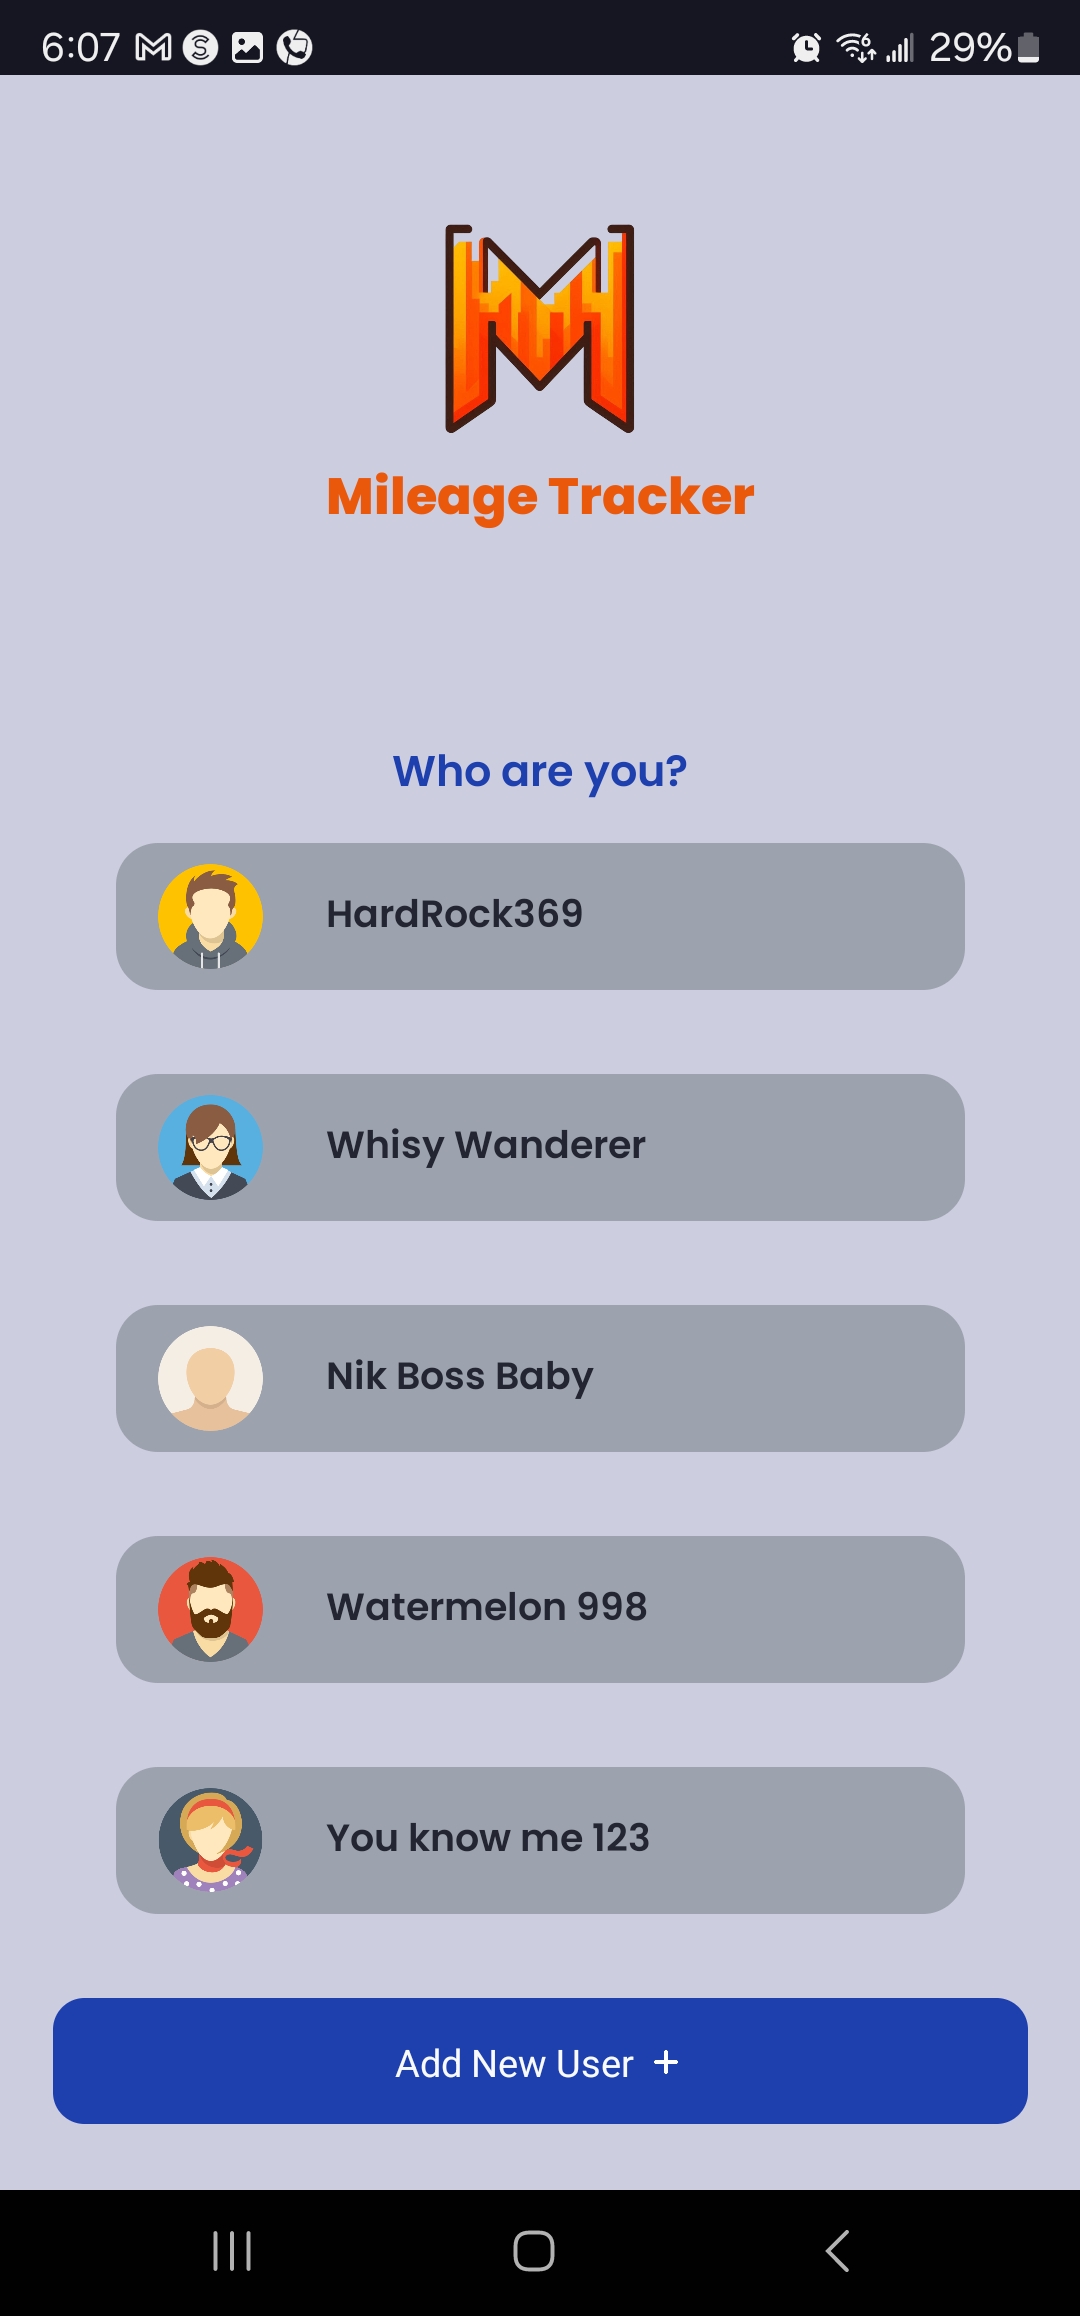 6:07
29%
Mileage Tracker
Who are you?
HardRock369
Whisy Wanderer
Nik Boss Baby
Watermelon 998
You know me 123
Add New User +